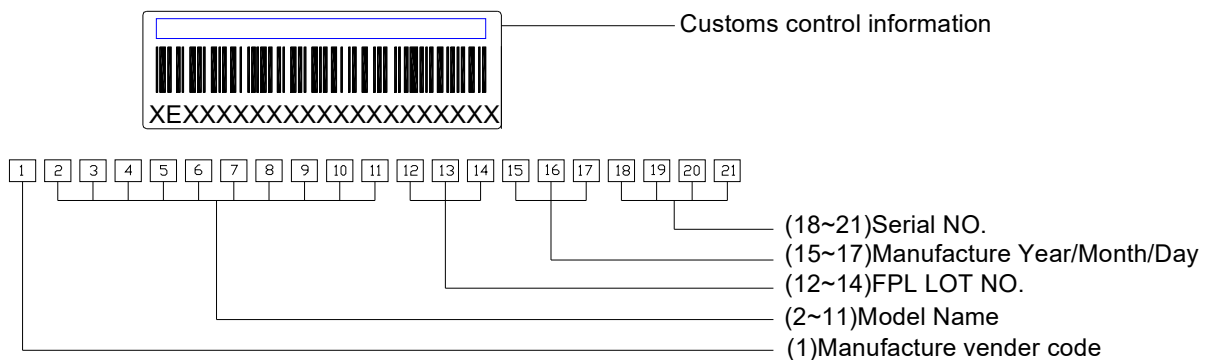 Customs control information
XEXXXXXXXXXXXXXXXXXXX
1 2 3 4 5 6 7 8 9 10 11 12 13 14 15 16 17 18 19 20 21
(18~21)Serial NO.
(15~17)Manufacture Year/Month/Day
(12~14)FPL LOT NO.
(2~11)Model Name
(1)Manufacture vender code